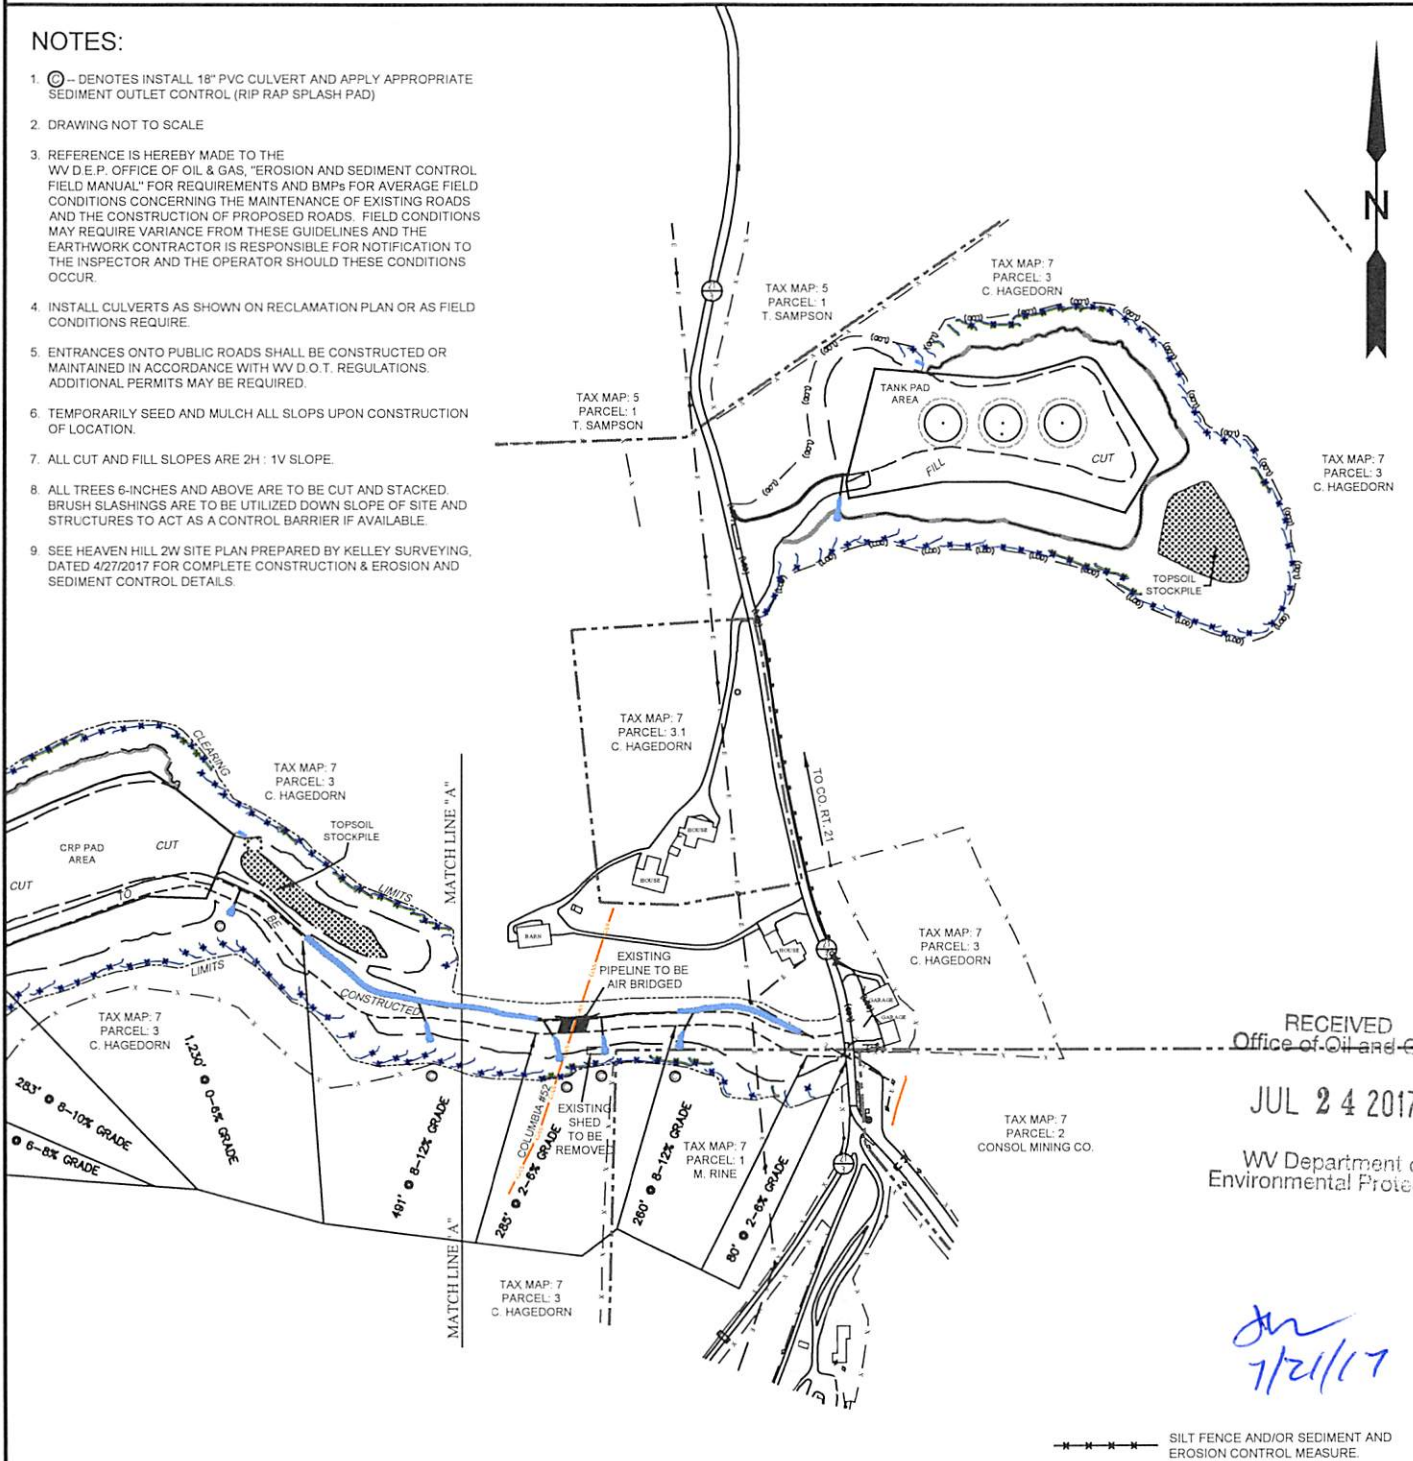 NOTES:
1. Ⓒ -- DENOTES INSTALL 18" PVC CULVERT AND APPLY APPROPRIATE
SEDIMENT OUTLET CONTROL (RIP RAP SPLASH PAD)
2. DRAWING NOT TO SCALE
3. REFERENCE IS HEREBY MADE TO THE
WV D.E.P. OFFICE OF OIL & GAS, "EROSION AND SEDIMENT CONTROL
FIELD MANUAL" FOR REQUIREMENTS AND BMPs FOR AVERAGE FIELD
CONDITIONS CONCERNING THE MAINTENANCE OF EXISTING ROADS
AND THE CONSTRUCTION OF PROPOSED ROADS. FIELD CONDITIONS
MAY REQUIRE VARIANCE FROM THESE GUIDELINES AND THE
EARTHWORK CONTRACTOR IS RESPONSIBLE FOR NOTIFICATION TO
THE INSPECTOR AND THE OPERATOR SHOULD THESE CONDITIONS
OCCUR.
4. INSTALL CULVERTS AS SHOWN ON RECLAMATION PLAN OR AS FIELD
CONDITIONS REQUIRE.
5. ENTRANCES ONTO PUBLIC ROADS SHALL BE CONSTRUCTED OR
MAINTAINED IN ACCORDANCE WITH WV D.O.T. REGULATIONS.
ADDITIONAL PERMITS MAY BE REQUIRED.
6. TEMPORARILY SEED AND MULCH ALL SLOPS UPON CONSTRUCTION
OF LOCATION.
7. ALL CUT AND FILL SLOPES ARE 2H : 1V SLOPE.
8. ALL TREES 6-INCHES AND ABOVE ARE TO BE CUT AND STACKED.
BRUSH SLASHINGS ARE TO BE UTILIZED DOWN SLOPE OF SITE AND
STRUCTURES TO ACT AS A CONTROL BARRIER IF AVAILABLE.
9. SEE HEAVEN HILL 2W SITE PLAN PREPARED BY KELLEY SURVEYING,
DATED 4/27/2017 FOR COMPLETE CONSTRUCTION & EROSION AND
SEDIMENT CONTROL DETAILS.
N
TAX MAP: 5
PARCEL: 1
T. SAMPSON
TAX MAP: 7
PARCEL: 3
C. HAGEDORN
TAX MAP: 5
PARCEL: 1
T. SAMPSON
TANK PAD
AREA
FILL
CUT
TAX MAP: 7
PARCEL: 3
C. HAGEDORN
TOPSOIL
STOCKPILE
TAX MAP: 7
PARCEL: 3.1
C. HAGEDORN
TO CO. RT. 21
CLEARING
TAX MAP: 7
PARCEL: 3
C. HAGEDORN
TOPSOIL
STOCKPILE
MATCH LINE "A"
CRP PAD
AREA
CUT
CUT
TO
BE
CONSTRUCTED
LIMITS
LIMITS
HOUSE
HOUSE
BARN
HOUSE
GARAGE
GARAGE
EXISTING
PIPELINE TO BE
AIR BRIDGED
TAX MAP: 7
PARCEL: 3
C. HAGEDORN
TAX MAP: 7
PARCEL: 3
C. HAGEDORN
283' @ 8-10% GRADE
@ 6-8% GRADE
1,230' @ 0-6% GRADE
491' @ 8-12% GRADE
COLUMBIA #52
285' @ 2-6% GRADE
EXISTING
SHED
TO BE
REMOVED
260' @ 8-12% GRADE
TAX MAP: 7
PARCEL: 1
M. RINE
80' @ 2-6% GRADE
TAX MAP: 7
PARCEL: 2
CONSOL MINING CO.
MATCH LINE "A"
TAX MAP: 7
PARCEL: 3
C. HAGEDORN
RECEIVED
Office of Oil and G
JUL 24 2017
WV Department
Environmental Prote
7/21/17
SILT FENCE AND/OR SEDIMENT AND
EROSION CONTROL MEASURE.